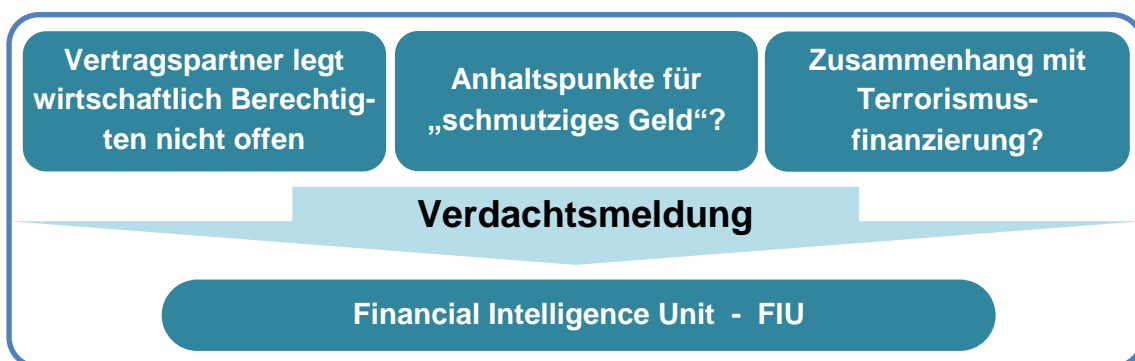 Vertragspartner legt
wirtschaftlich Berechtig-
ten nicht offen
Anhaltspunkte für
„schmutziges Geld“?
Zusammenhang mit
Terrorismus-
finanzierung?
Verdachtsmeldung
Financial Intelligence Unit - FIU